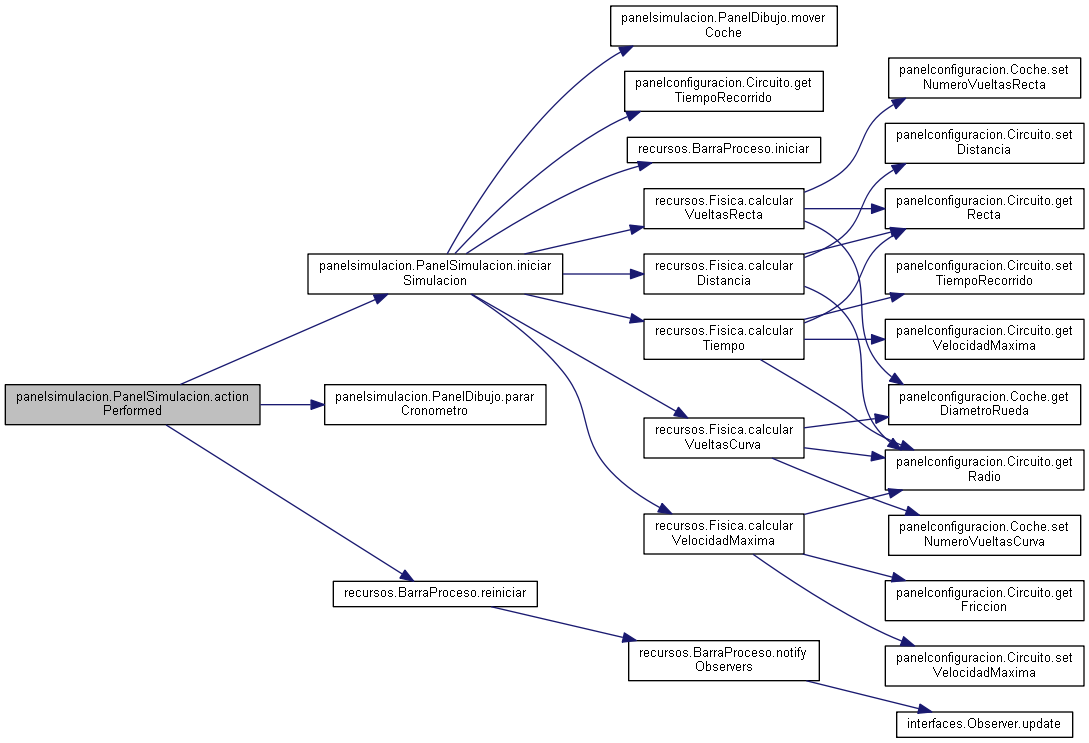 panelsimulacion.PanelSimulacion.action
Performed
panelsimulacion.PanelSimulacion.iniciar
Simulacion
panelsimulacion.PanelDibujo.parar
Cronometro
recursos.BarraProceso.reiniciar
panelsimulacion.PanelDibujo.mover
Coche
panelconfiguracion.Circuito.get
TiempoRecorrido
recursos.BarraProceso.iniciar
recursos.Fisica.calcular
VueltasRecta
recursos.Fisica.calcular
Distancia
recursos.Fisica.calcular
Tiempo
recursos.Fisica.calcular
VueltasCurva
recursos.Fisica.calcular
VelocidadMaxima
recursos.BarraProceso.notify
Observers
panelconfiguracion.Coche.set
NumeroVueltasRecta
panelconfiguracion.Circuito.set
Distancia
panelconfiguracion.Circuito.get
Recta
panelconfiguracion.Circuito.set
TiempoRecorrido
panelconfiguracion.Circuito.get
VelocidadMaxima
panelconfiguracion.Coche.get
DiametroRueda
panelconfiguracion.Circuito.get
Radio
panelconfiguracion.Coche.set
NumeroVueltasCurva
panelconfiguracion.Circuito.get
Friccion
panelconfiguracion.Circuito.set
VelocidadMaxima
interfaces.Observer.update